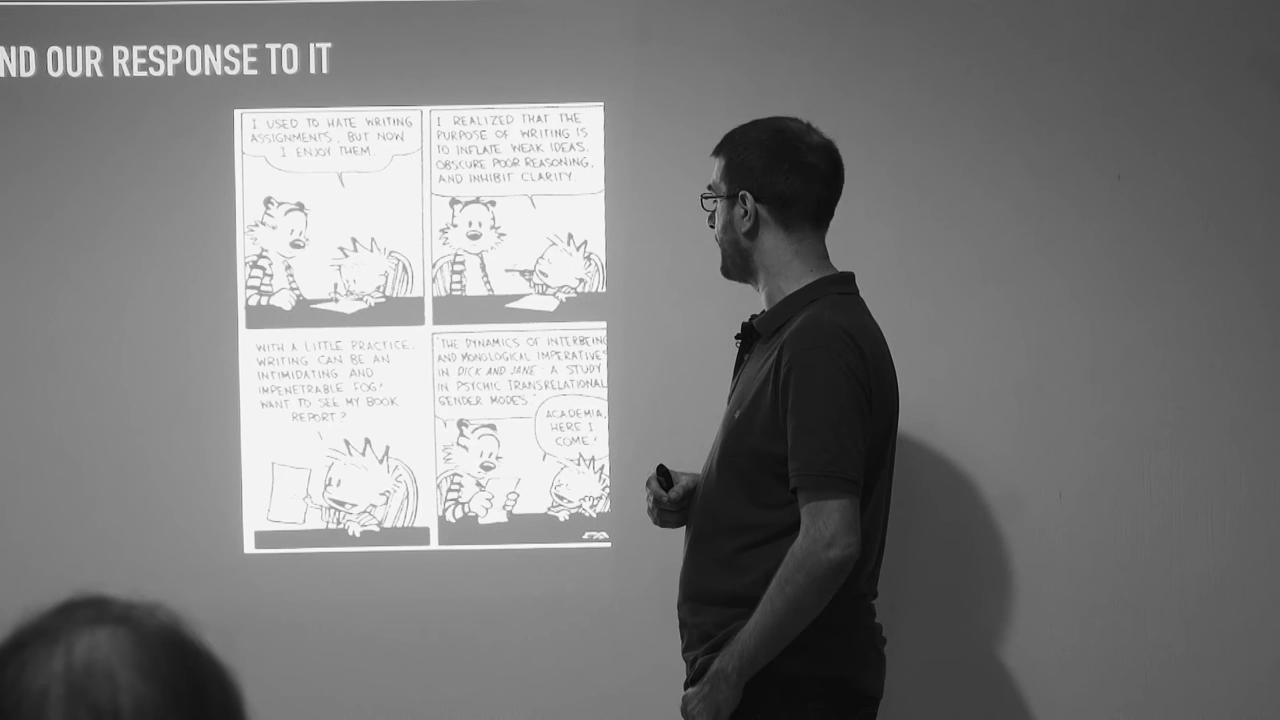 ND OUR RESPONSE TO IT
I USED TO HATE WRITING
ASSIGNMENTS, BUT NOW
I ENJOY THEM.
I REALIZED THAT THE
PURPOSE OF WRITING IS
TO INFLATE WEAK IDEAS,
OBSCURE POOR REASONING,
AND INHIBIT CLARITY.
WITH A LITTLE PRACTICE,
WRITING CAN BE AN
INTIMIDATING AND
IMPENETRABLE FOG!
WANT TO SEE MY BOOK
REPORT?
"THE DYNAMICS OF INTERBEING
AND MONOLOGICAL IMPERATIVES
IN DICK AND JANE: A STUDY
IN PSYCHIC TRANSRELATIONAL
GENDER MODES."
ACADEMIA,
HERE I
COME!